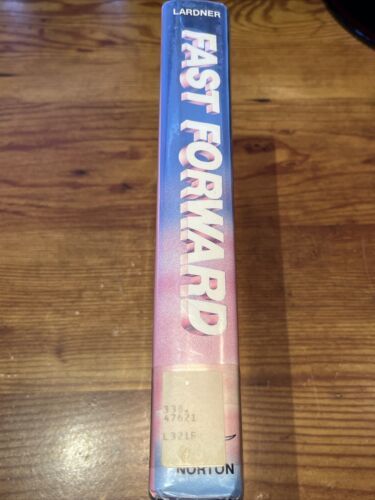 LARDNER
FAST FORWARD
338.
47621
L321F
NORTON